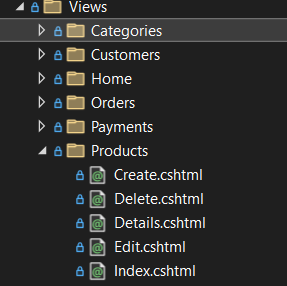 Views
Categories
Customers
Home
Orders
Payments
Products
Create.cshtml
Delete.cshtml
Details.cshtml
Edit.cshtml
Index.cshtml